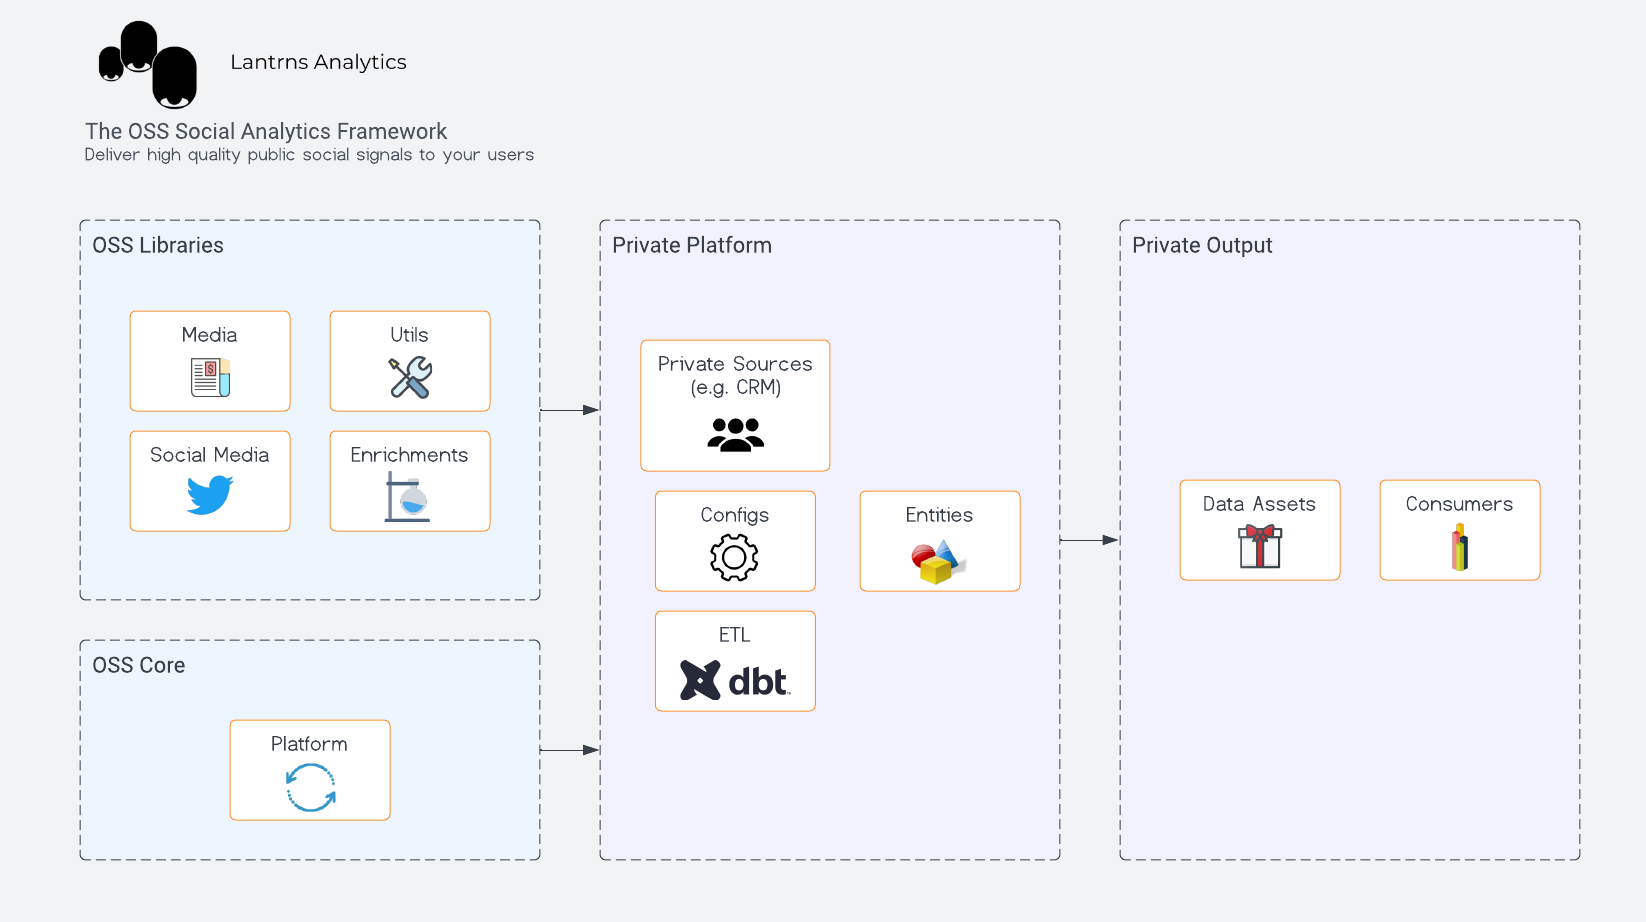 Lantrns Analytics
The OSS Social Analytics Framework
Deliver high quality public social signals to your users
OSS Libraries
Media
Utils
Social Media
Enrichments
OSS Core
Platform
Private Platform
Private Sources
(e.g. CRM)
Configs
Entities
ETL
dbt
Private Output
Data Assets
Consumers